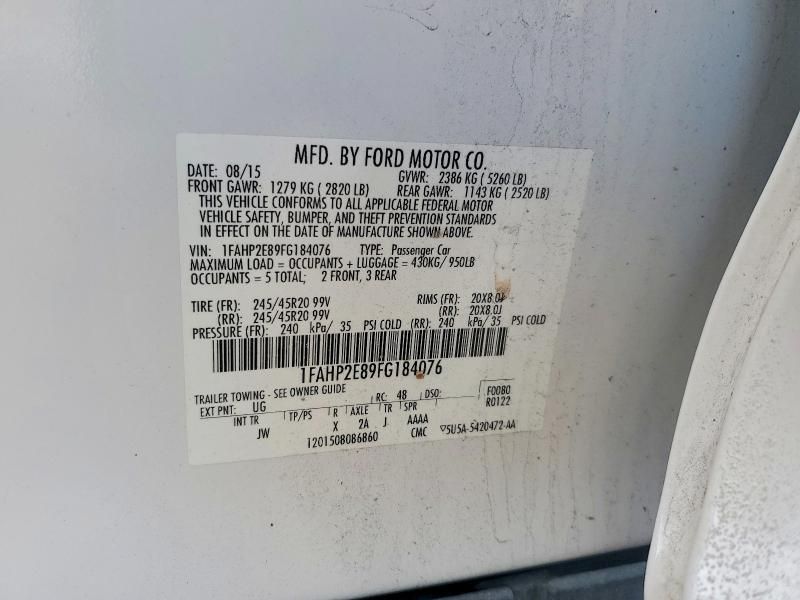 MFD. BY FORD MOTOR CO.
DATE: 08/15 GVWR: 2386 KG ( 5260 LB)
FRONT GAWR: 1279 KG ( 2820 LB) REAR GAWR: 1143 KG ( 2520 LB)
THIS VEHICLE CONFORMS TO ALL APPLICABLE FEDERAL MOTOR
VEHICLE SAFETY, BUMPER, AND THEFT PREVENTION STANDARDS
IN EFFECT ON THE DATE OF MANUFACTURE SHOWN ABOVE.
VIN: 1FAHP2E89FG184076 TYPE: Passenger Car
MAXIMUM LOAD = OCCUPANTS + LUGGAGE = 430KG/ 950LB
OCCUPANTS = 5 TOTAL; 2 FRONT, 3 REAR
TIRE (FR): 245/45R20 99V RIMS (FR): 20X8.0J
(RR): 245/45R20 99V (RR): 20X8.0J
PRESSURE (FR): 240 kPa/ 35 PSI COLD (RR): 240 kPa/ 35 PSI COLD
1FAHP2E89FG184076
TRAILER TOWING - SEE OWNER GUIDE
EXT PNT: UG RC: 48 DSO: F0080
R0122
INT TR TP/PS R AXLE TR SPR
JW X 2A J AAAA
1201508086860 CMC ▽5U5A-5420472-AA